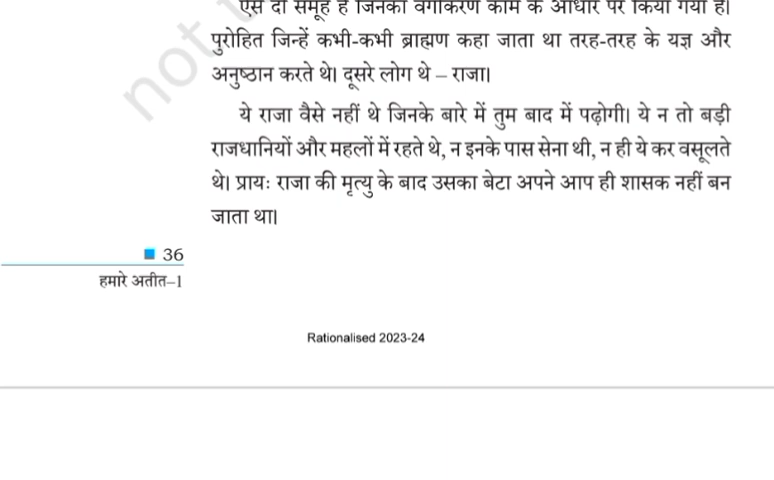 ऐसे दो समूह हैं जिनका वर्गीकरण काम के आधार पर किया गया है।
पुरोहित जिन्हें कभी-कभी ब्राह्मण कहा जाता था तरह-तरह के यज्ञ और
अनुष्ठान करते थे। दूसरे लोग थे – राजा।
ये राजा वैसे नहीं थे जिनके बारे में तुम बाद में पढ़ोगी। ये न तो बड़ी
राजधानियों और महलों में रहते थे, न इनके पास सेना थी, न ही ये कर वसूलते
थे। प्रायः राजा की मृत्यु के बाद उसका बेटा अपने आप ही शासक नहीं बन
जाता था।
36
हमारे अतीत–1
Rationalised 2023-24
not